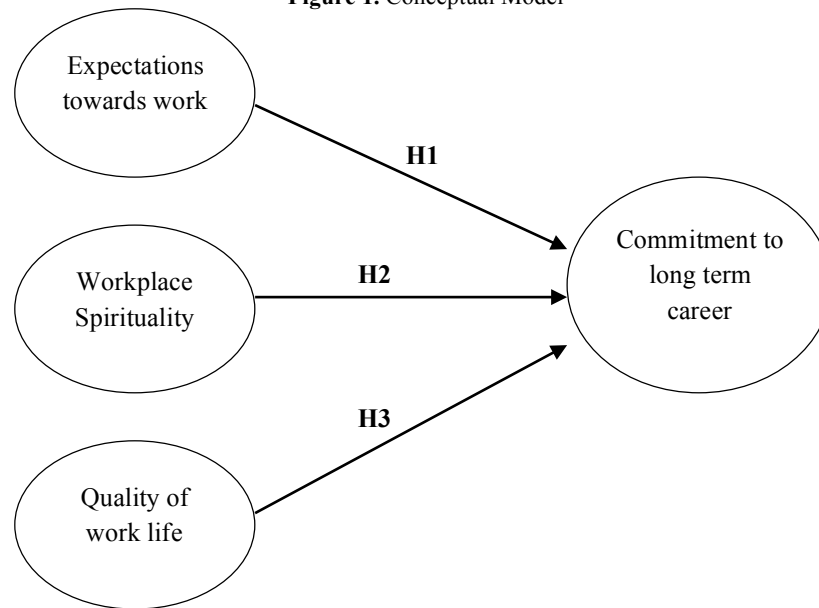 Figure 1. Conceptual Model
Expectations
towards work
H1
Workplace
Spirituality
H2
Commitment to
long term
career
H3
Quality of
work life